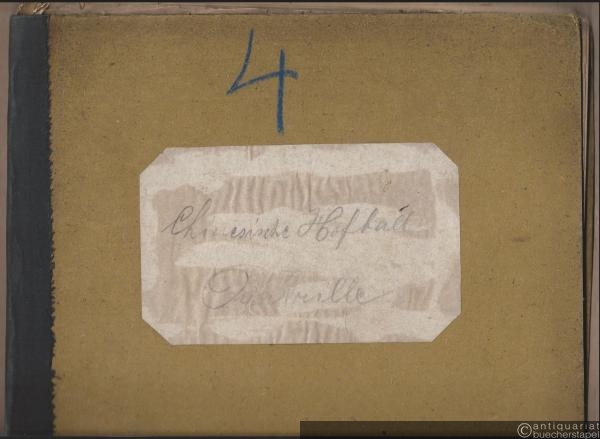 4
Chinesische Hofball
Quadrille
©antiquariat
buecherstapel